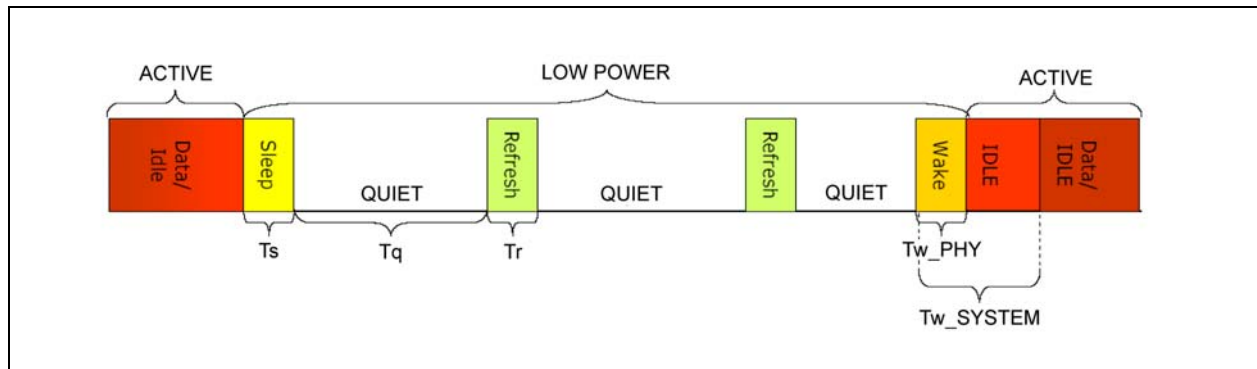 ACTIVE
LOW POWER
ACTIVE
Data/
Idle
Sleep
QUIET
Refresh
QUIET
Refresh
QUIET
Wake
IDLE
Data/
IDLE
Ts
Tq
Tr
Tw_PHY
Tw_SYSTEM